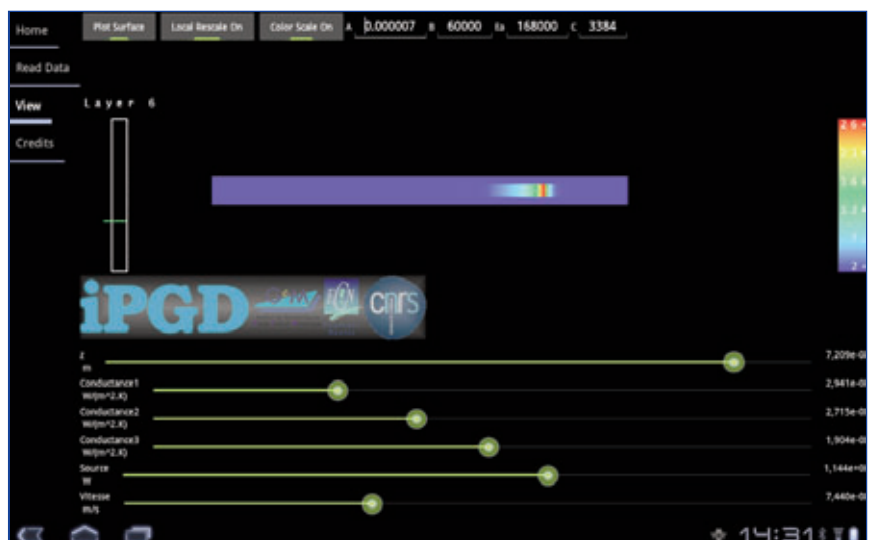 Home
Plot Surface Local Rescale On Color Scale On A 0.000007 B 60000 Ea 168000 C 3384
Read Data
View
Layer 6
Credits
iPGD
cnrs
z 7,209e-0
m
Conductance1 2,941e-0
W/(m^2.K)
Conductance2 2,715e-0
W/(m^2.K)
Conductance3 1,904e-0
W/(m^2.K)
Source 1,144e+0
W
Vitesse 7,440e-0
m/s
14:31